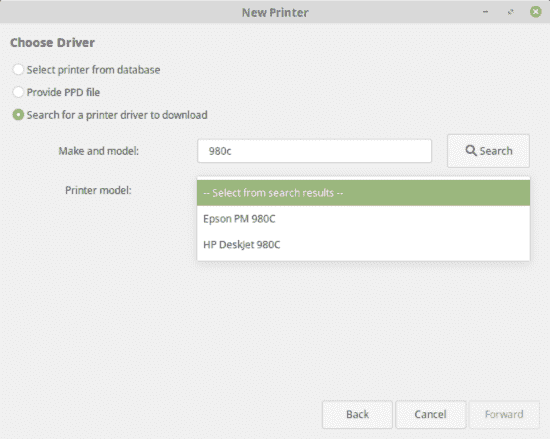 New Printer
Choose Driver
Select printer from database
Provide PPD file
Search for a printer driver to download
Make and model: 980c Search
Printer model: -- Select from search results --
Epson PM 980C
HP Deskjet 980C
Back Cancel Forward